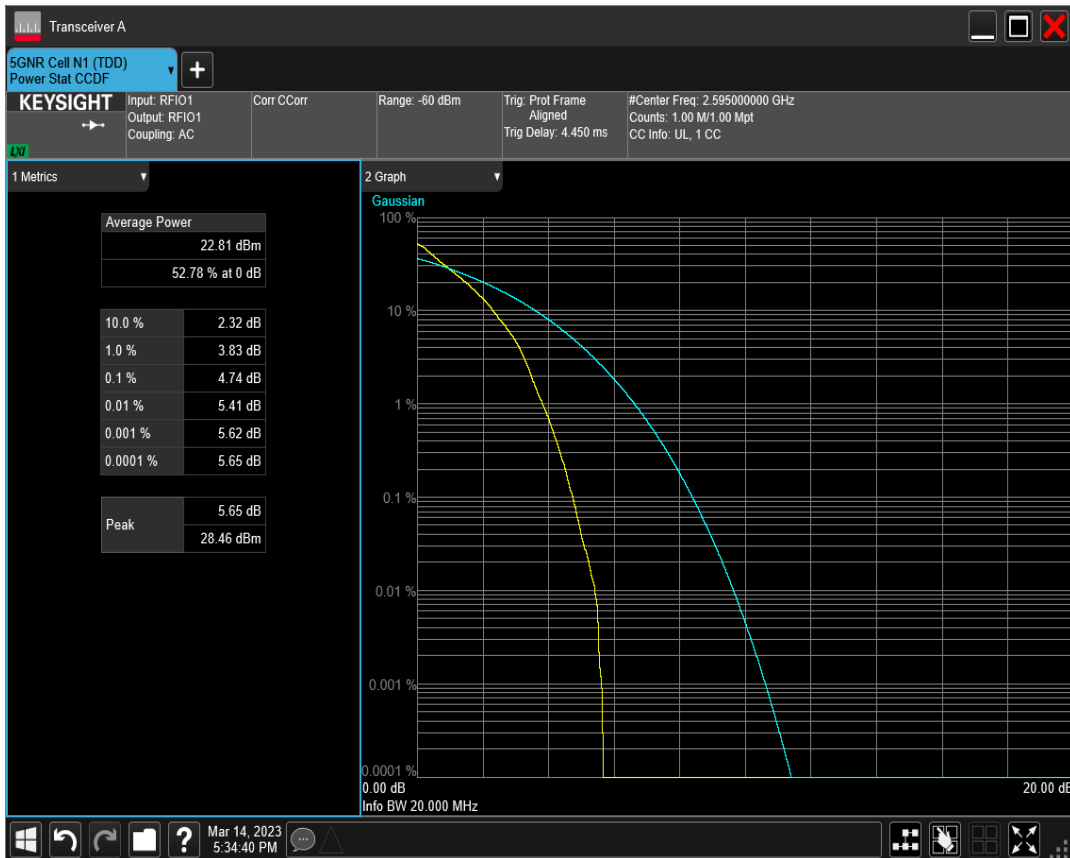 Transceiver A
5GNR Cell N1 (TDD)
Power Stat CCDF
+
KEYSIGHT
LXI
Input: RFIO1
Output: RFIO1
Coupling: AC
Corr CCorr
Range: -60 dBm
Trig: Prot Frame
Aligned
Trig Delay: 4.450 ms
#Center Freq: 2.595000000 GHz
Counts: 1.00 M/1.00 Mpt
CC Info: UL, 1 CC
1 Metrics
Average Power
22.81 dBm
52.78 % at 0 dB
10.0 % 2.32 dB
1.0 % 3.83 dB
0.1 % 4.74 dB
0.01 % 5.41 dB
0.001 % 5.62 dB
0.0001 % 5.65 dB
Peak
5.65 dB
28.46 dBm
2 Graph
Gaussian
100 %
10 %
1 %
0.1 %
0.01 %
0.001 %
0.0001 %
0.00 dB
20.00 dB
Info BW 20.000 MHz
?
Mar 14, 2023
5:34:40 PM